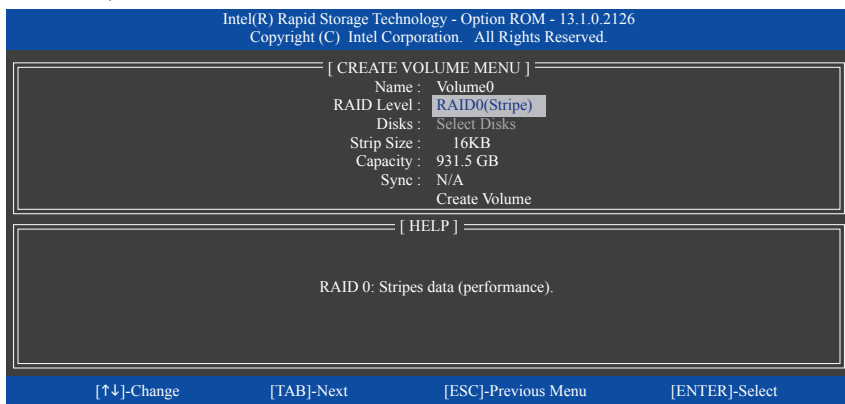 Intel(R) Rapid Storage Technology - Option ROM - 13.1.0.2126
Copyright (C) Intel Corporation. All Rights Reserved.
[ CREATE VOLUME MENU ]
Name : Volume0
RAID Level : RAID0(Stripe)
Disks : Select Disks
Strip Size : 16KB
Capacity : 931.5 GB
Sync : N/A
Create Volume
[ HELP ]
RAID 0: Stripes data (performance).
[↑↓]-Change [TAB]-Next [ESC]-Previous Menu [ENTER]-Select